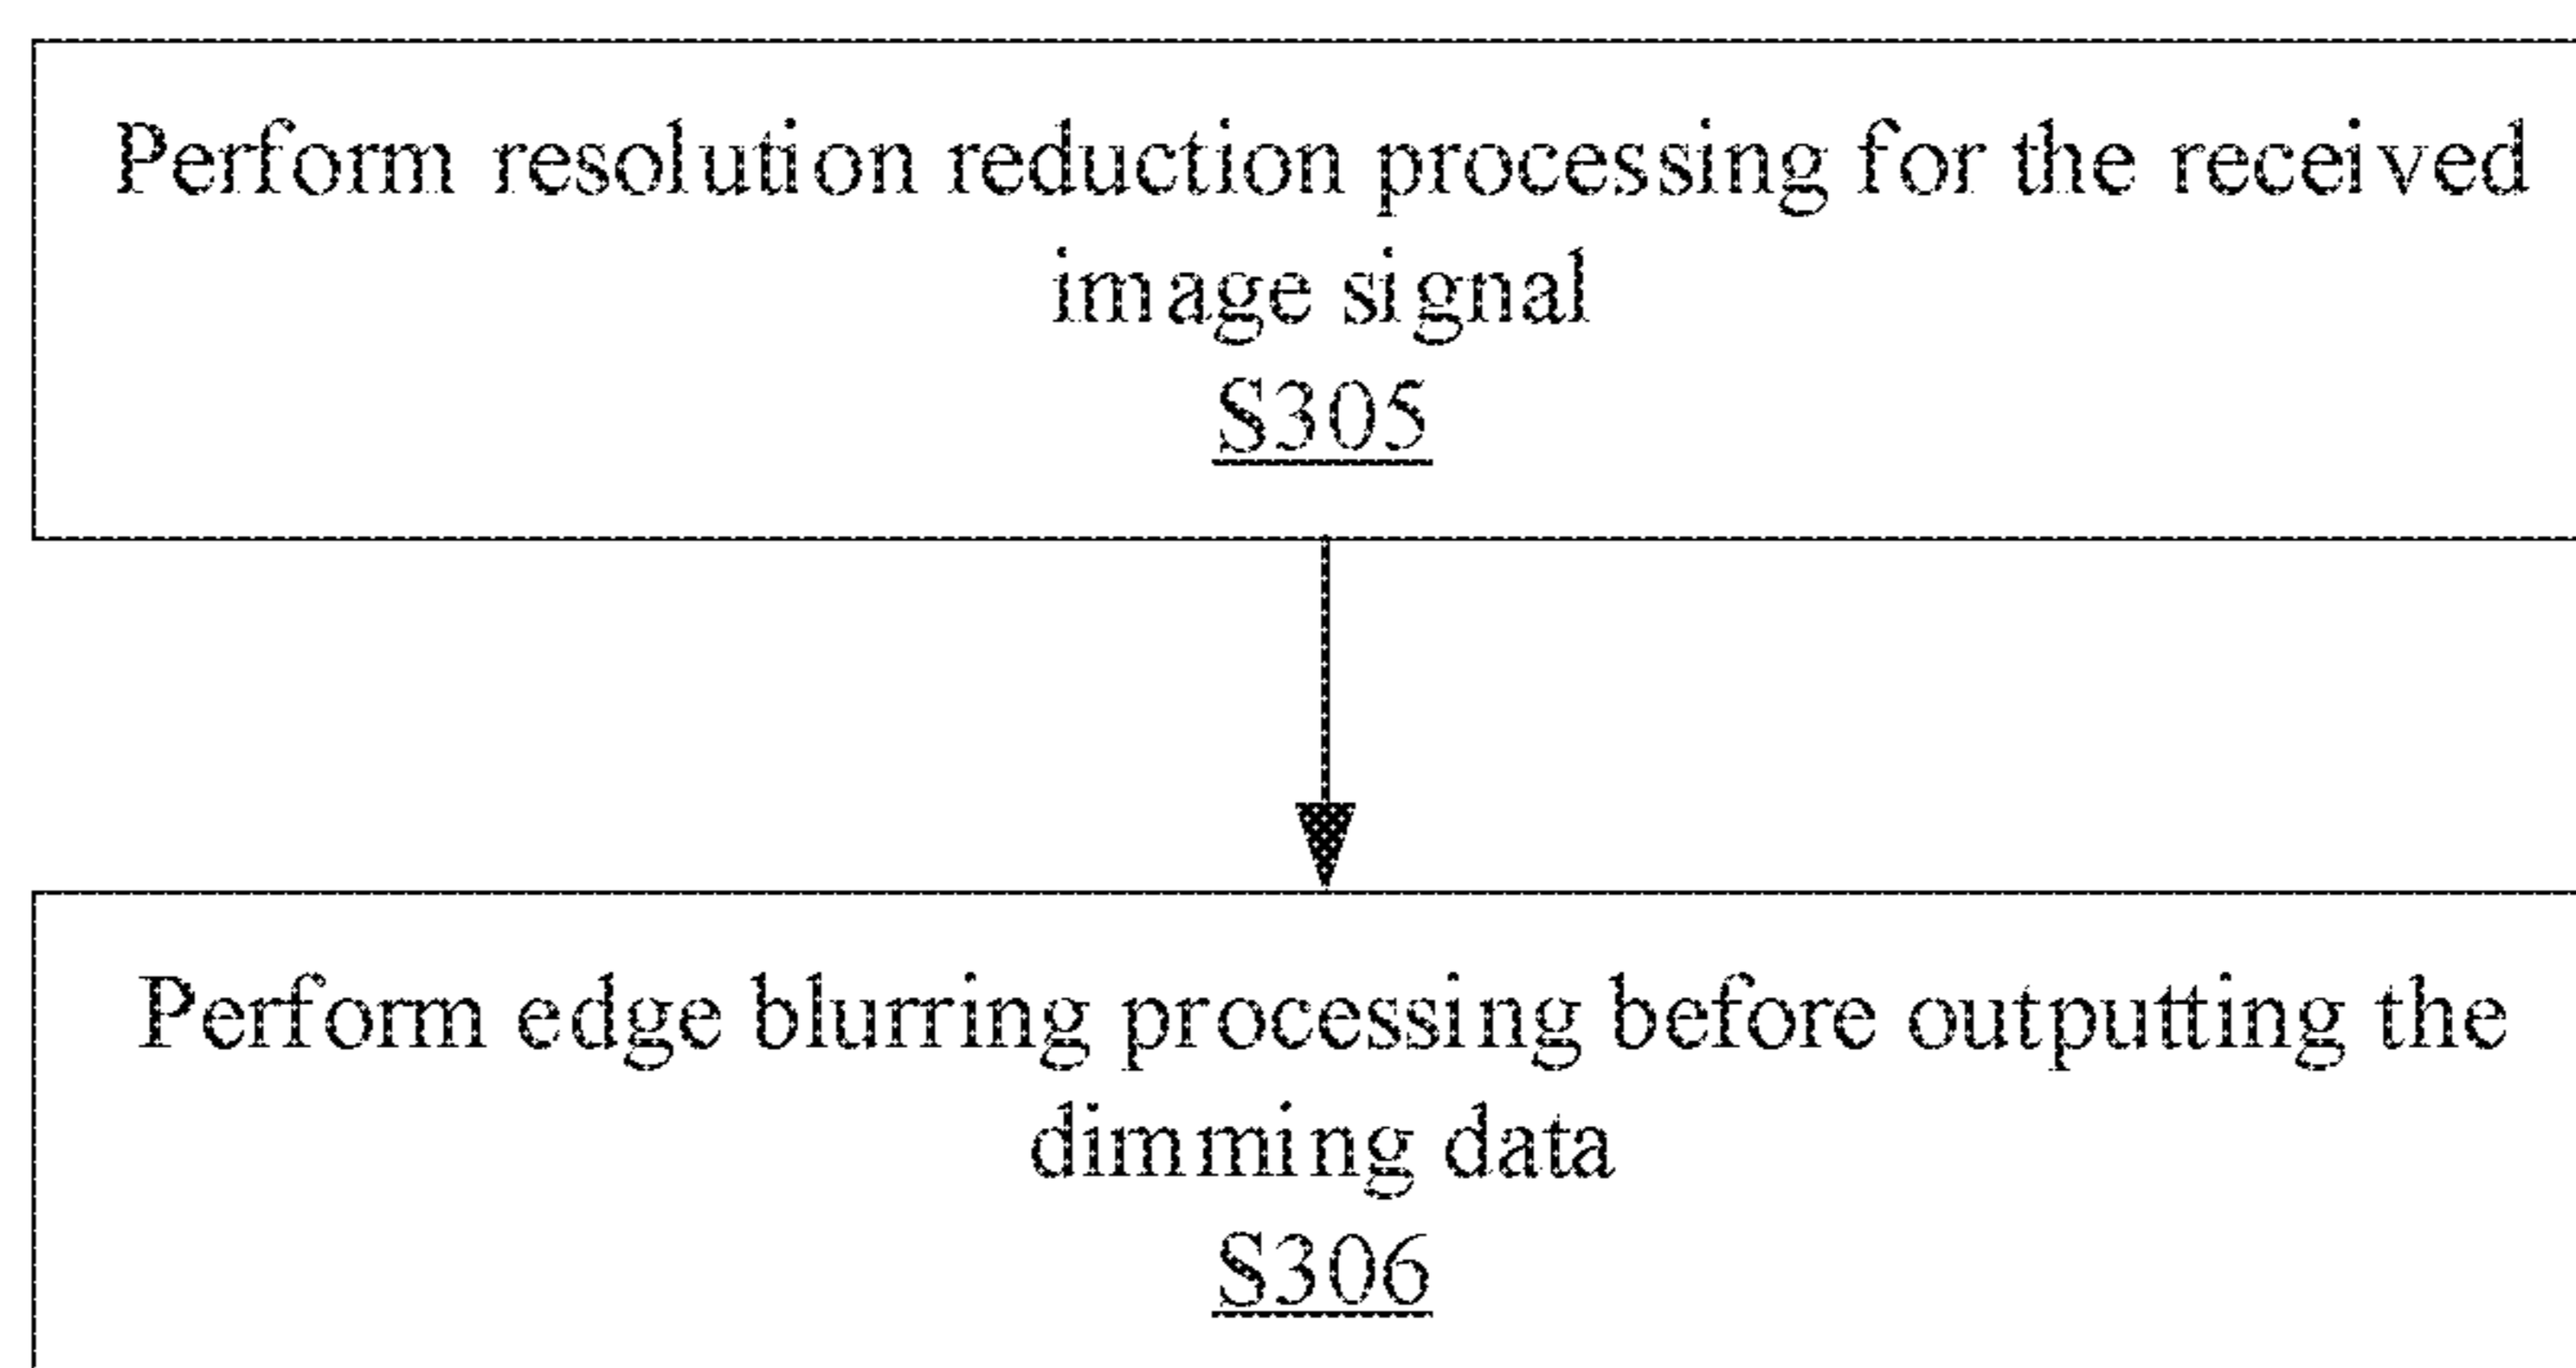 Perform resolution reduction processing for the received
image signal
S305
Perform edge blurring processing before outputting the
dimming data
S306